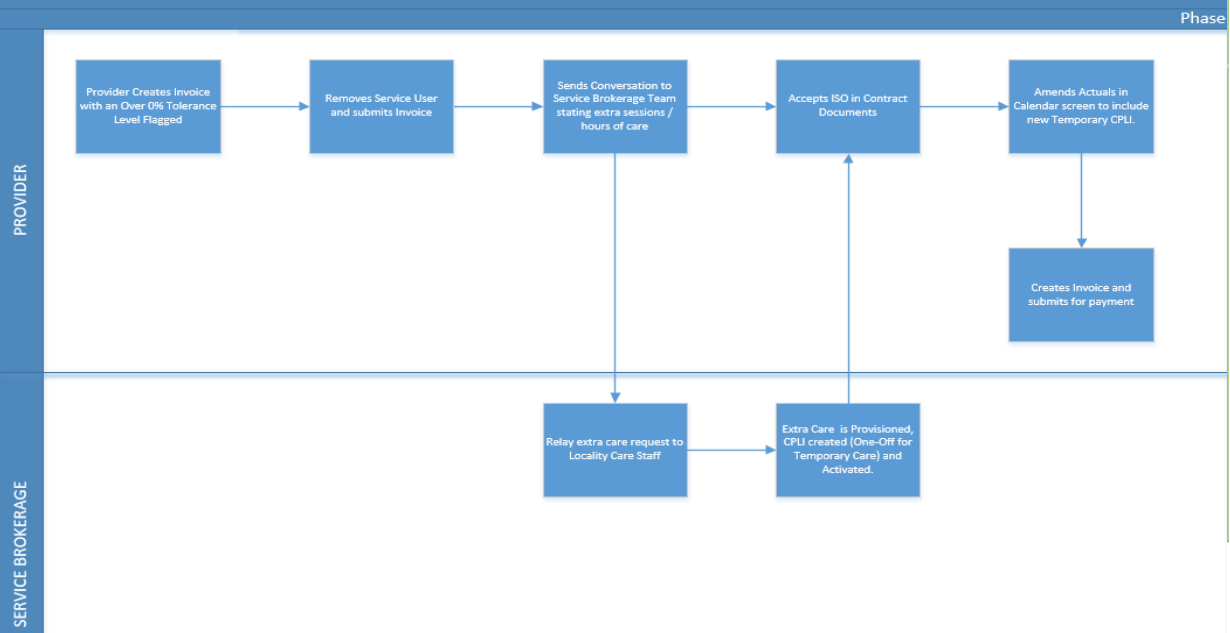 Phase
PROVIDER
Provider Creates Invoice
with an Over 0% Tolerance
Level Flagged
Removes Service User
and submits Invoice
Sends Conversation to
Service Brokerage Team
stating extra sessions /
hours of care
Accepts ISO in Contract
Documents
Amends Actuals in
Calendar screen to include
new Temporary CPLI.
Creates Invoice and
submits for payment
SERVICE BROKERAGE
Relay extra care request to
Locality Care Staff
Extra Care is Provisioned,
CPLI created (One-Off for
Temporary Care) and
Activated.